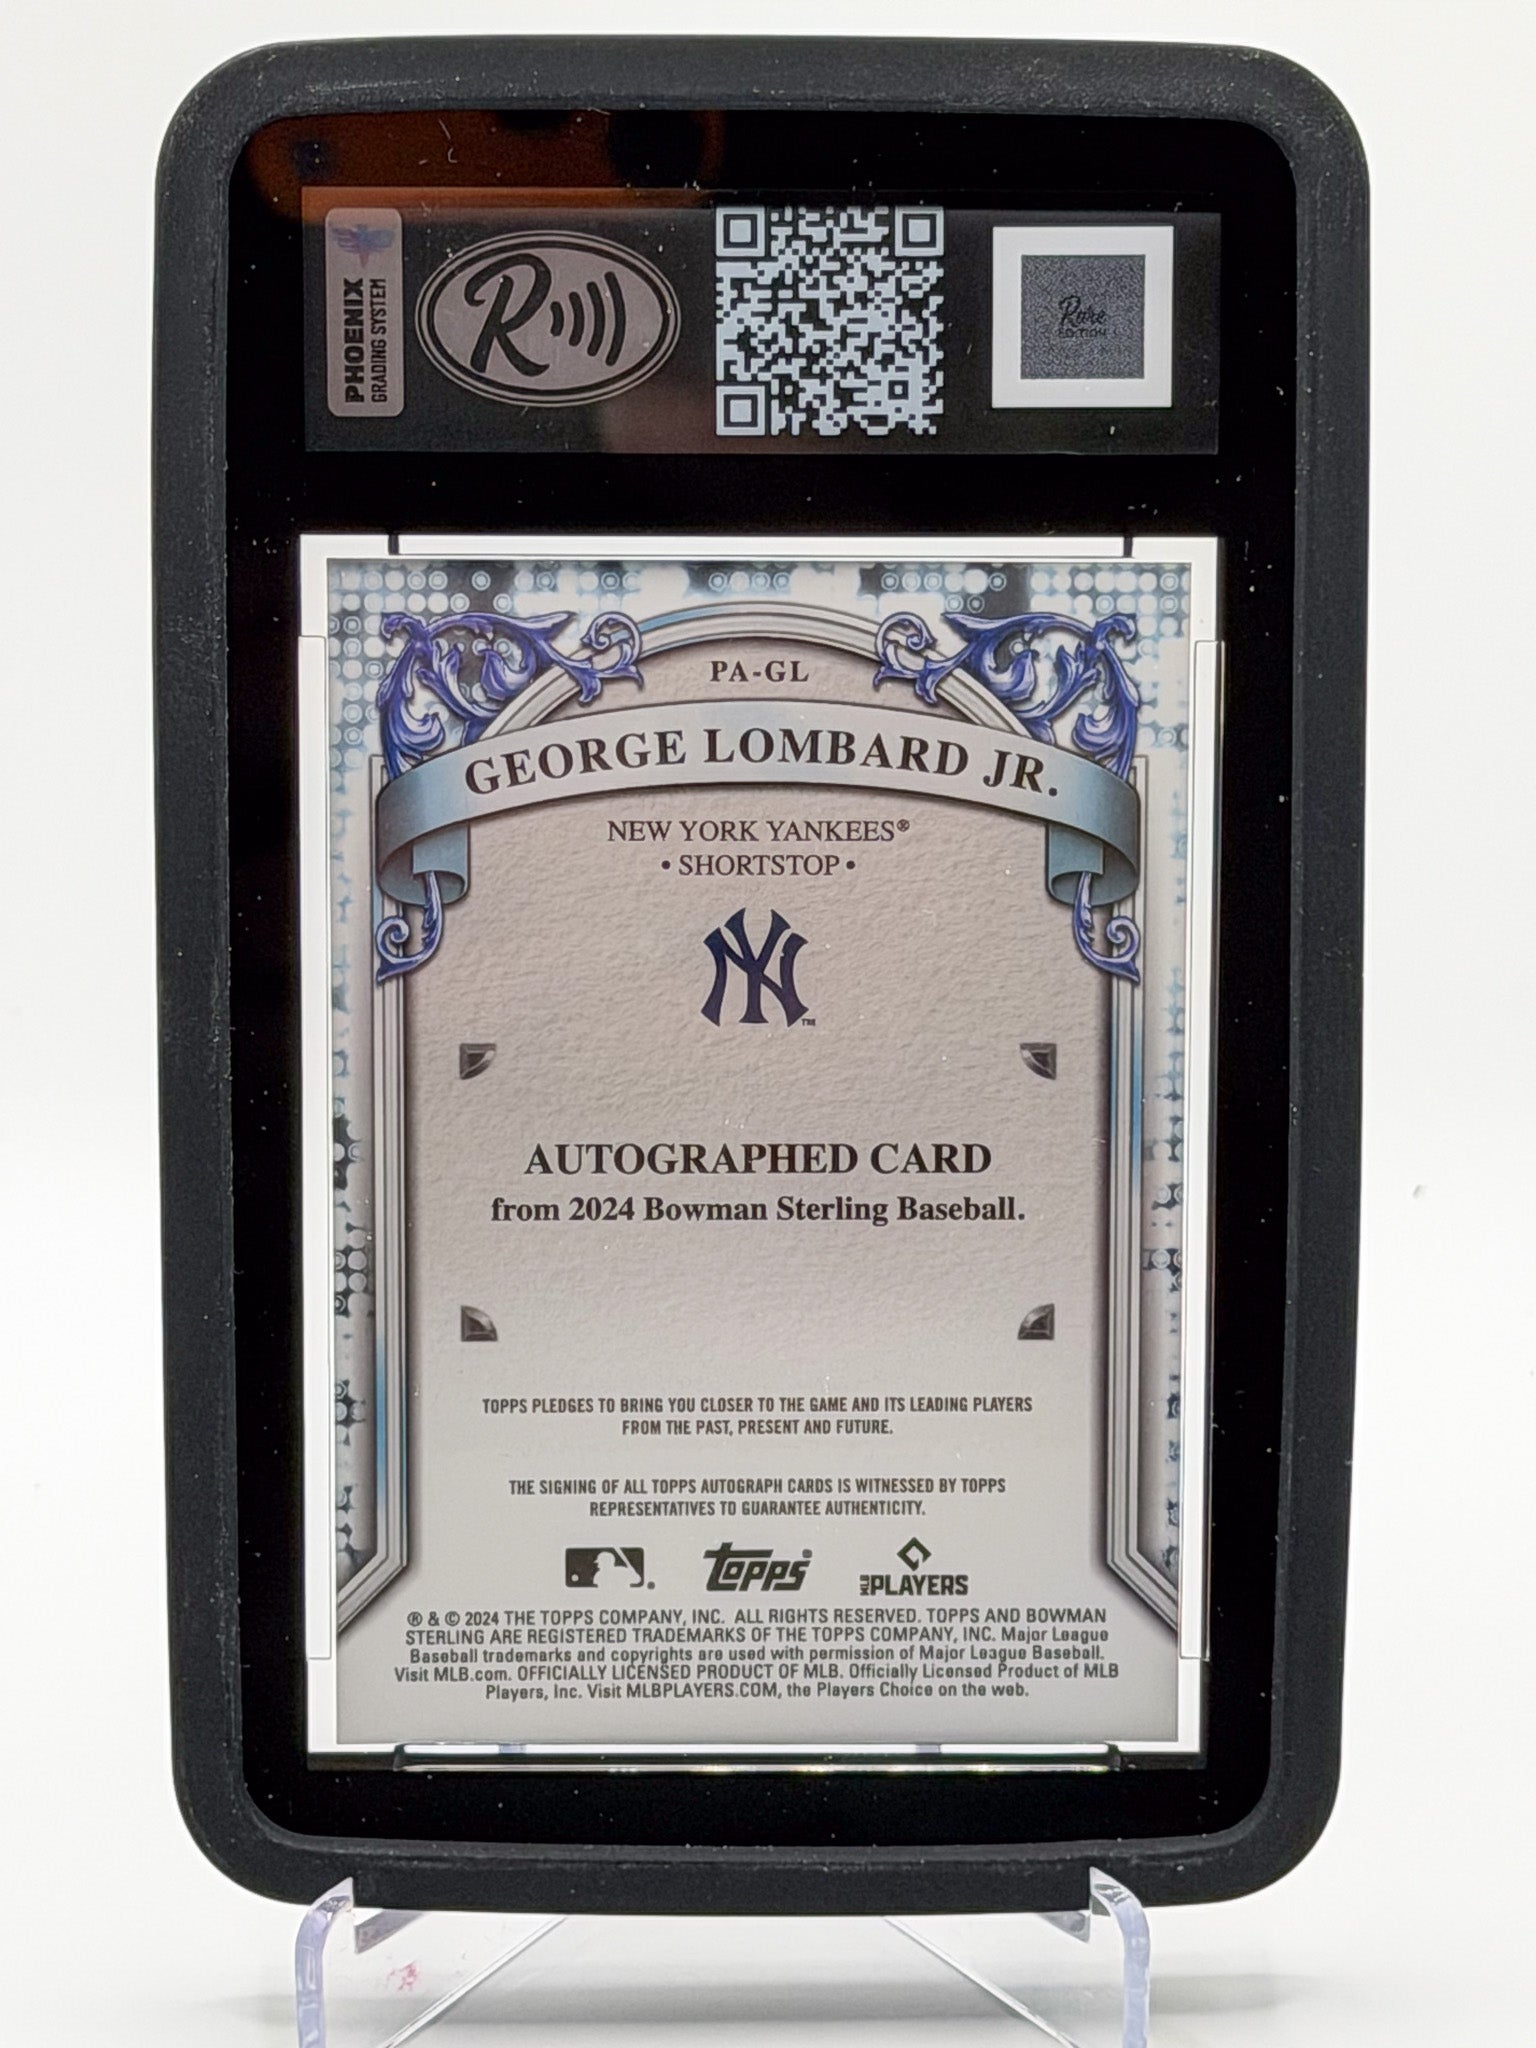 PHOENIX
GRADING SYSTEM
R
Rare
EDITION
PA-GL
GEORGE LOMBARD JR.
NEW YORK YANKEES®
• SHORTSTOP •
NY
TM
AUTOGRAPHED CARD
from 2024 Bowman Sterling Baseball.
TOPPS PLEDGES TO BRING YOU CLOSER TO THE GAME AND ITS LEADING PLAYERS
FROM THE PAST, PRESENT AND FUTURE.
THE SIGNING OF ALL TOPPS AUTOGRAPH CARDS IS WITNESSED BY TOPPS
REPRESENTATIVES TO GUARANTEE AUTHENTICITY.
Topps®
MLB PLAYERS
® & © 2024 THE TOPPS COMPANY, INC. ALL RIGHTS RESERVED. TOPPS AND BOWMAN
STERLING ARE REGISTERED TRADEMARKS OF THE TOPPS COMPANY, INC. Major League
Baseball trademarks and copyrights are used with permission of Major League Baseball.
Visit MLB.com. OFFICIALLY LICENSED PRODUCT OF MLB. Officially Licensed Product of MLB
Players, Inc. Visit MLBPLAYERS.COM, the Players Choice on the web.